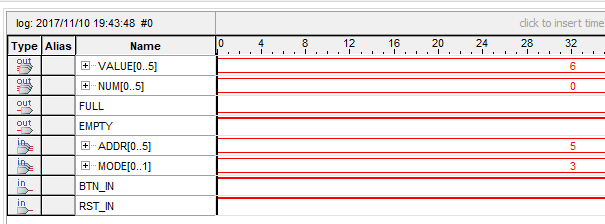 log: 2017/11/10 19:43:48 #0
click to insert time
Type Alias Name 0 4 8 12 16 20 24 28 32
out VALUE[0..5] 6
out NUM[0..5] 0
out FULL
out EMPTY
in ADDR[0..5] 5
in MODE[0..1] 3
in BTN_IN
in RST_IN